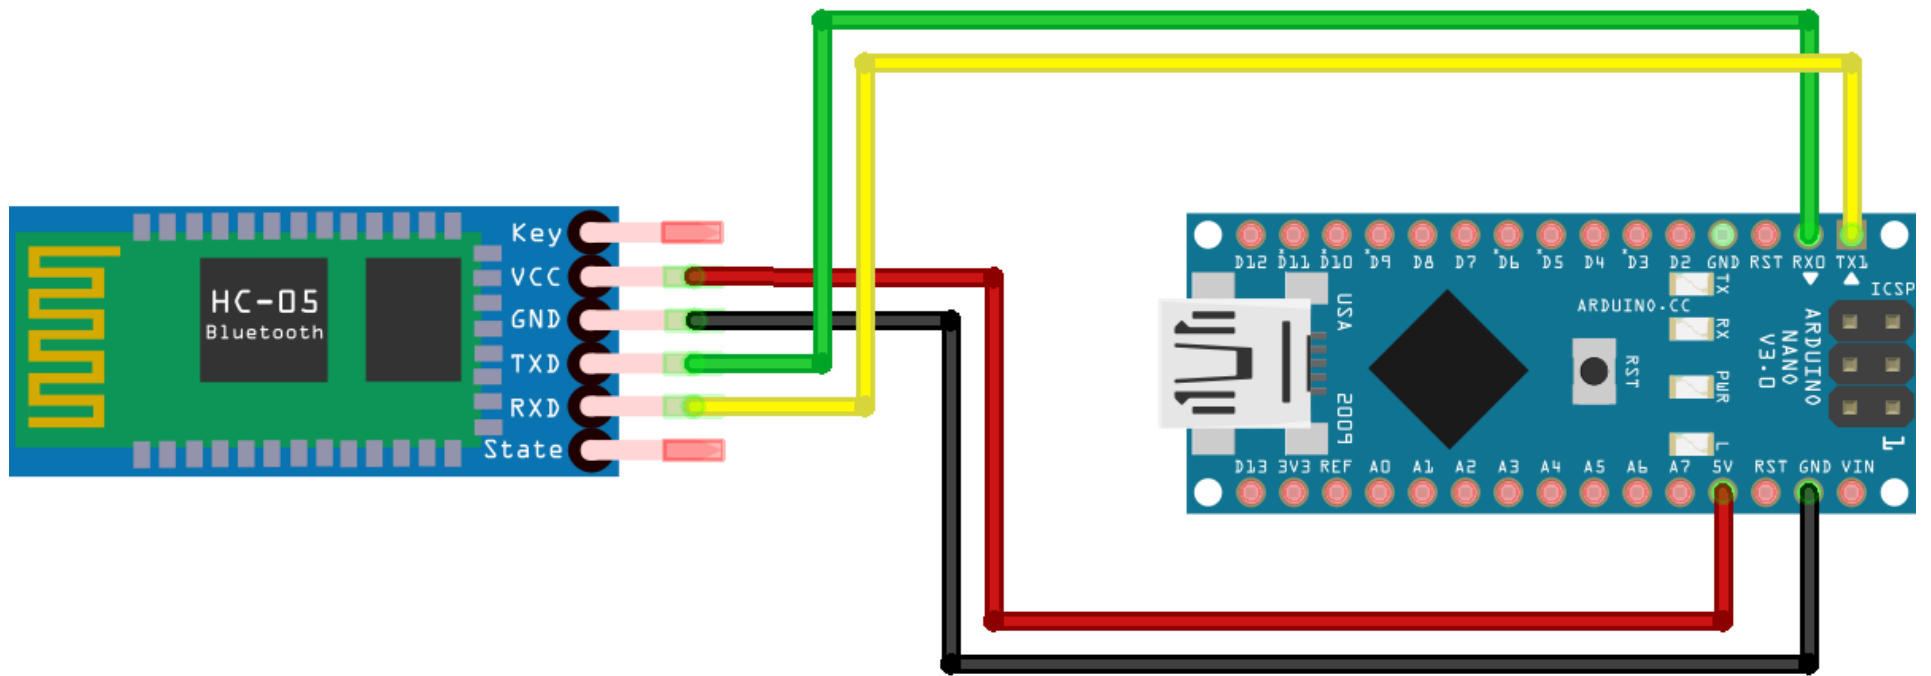 HC-05
Bluetooth
Key
VCC
GND
TXD
RXD
State
D12 D11 D10 D9 D8 D7 D6 D5 D4 D3 D2 GND RST RX0 TX1
TX
RX
PWR
L
ARDUINO.CC
RST
USA
2009
ICSP
ARDUINO
NANO
V3.0
1
D13 3V3 REF A0 A1 A2 A3 A4 A5 A6 A7 5V RST GND VIN